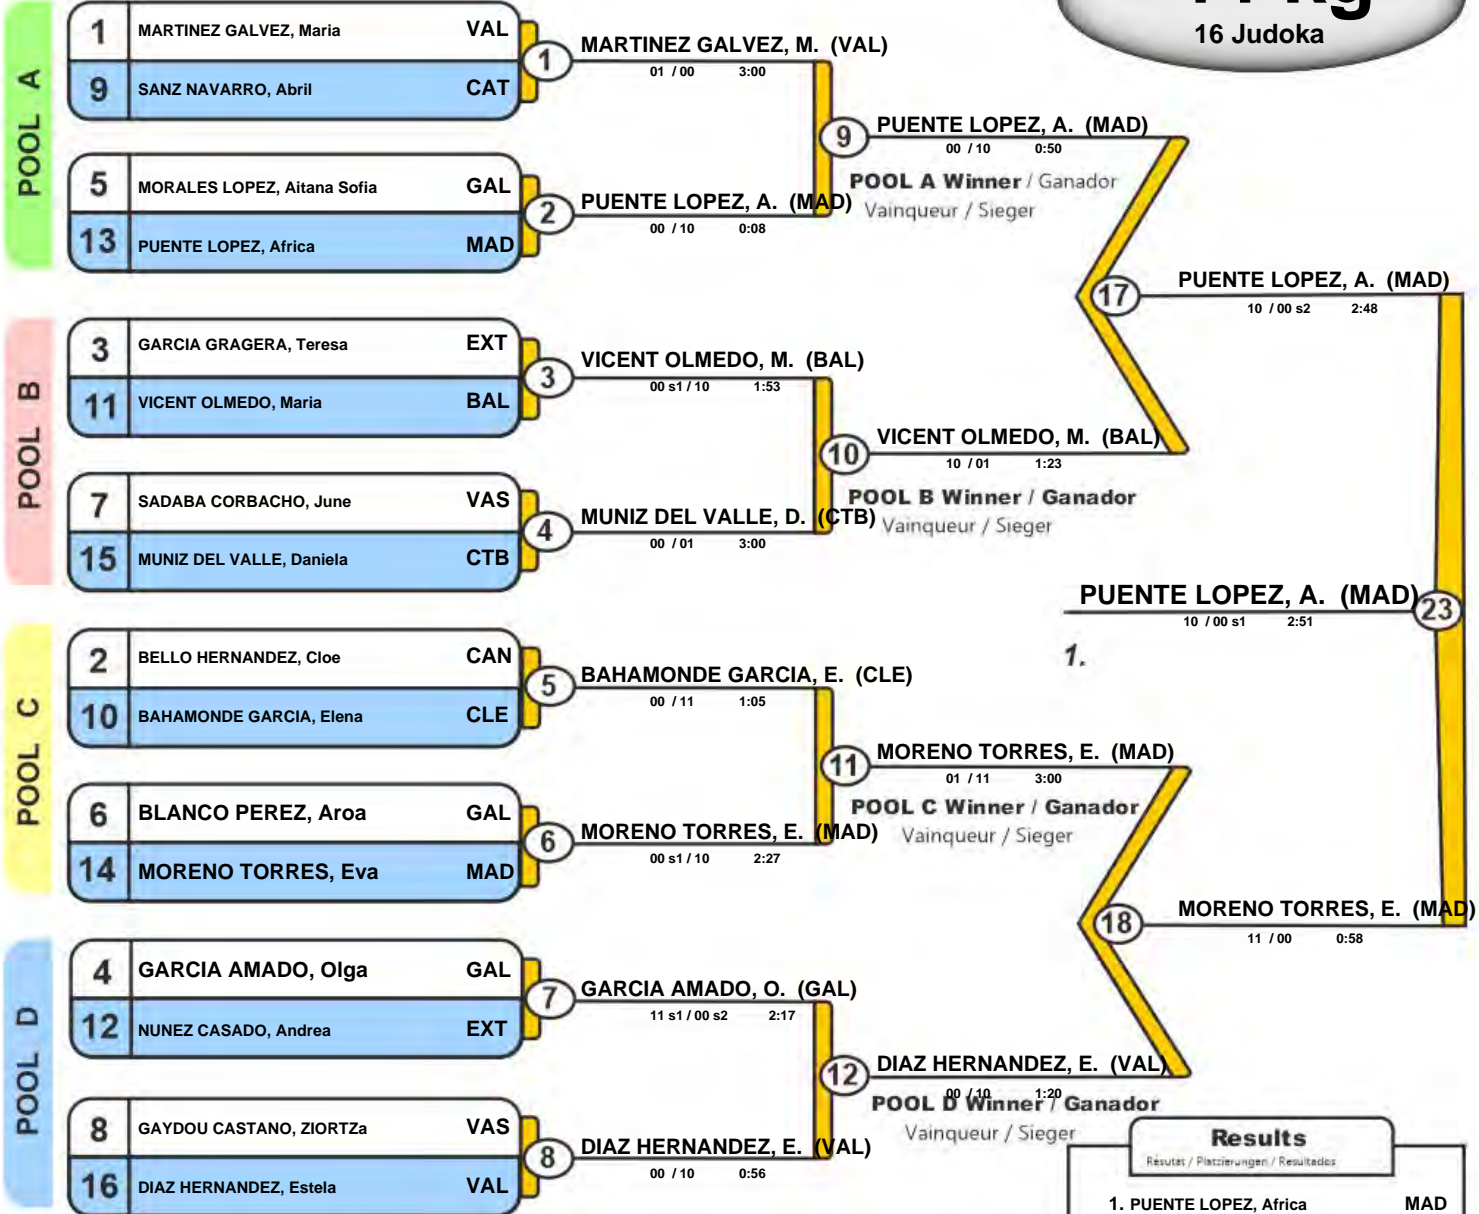 16 Judoka
POOL A
1 MARTINEZ GALVEZ, Maria VAL
9 SANZ NAVARRO, Abril CAT
5 MORALES LOPEZ, Aitana Sofia GAL
13 PUENTE LOPEZ, Africa MAD
POOL B
3 GARCIA GRAGERA, Teresa EXT
11 VICENT OLMEDO, Maria BAL
7 SADABA CORBACHO, June VAS
15 MUNIZ DEL VALLE, Daniela CTB
POOL C
2 BELLO HERNANDEZ, Cloe CAN
10 BAHAMONDE GARCIA, Elena CLE
6 BLANCO PEREZ, Aroa GAL
14 MORENO TORRES, Eva MAD
POOL D
4 GARCIA AMADO, Olga GAL
12 NUNEZ CASADO, Andrea EXT
8 GAYDOU CASTANO, ZIORTZa VAS
16 DIAZ HERNANDEZ, Estela VAL
1 MARTINEZ GALVEZ, M. (VAL)
01 / 00 3:00
2 PUENTE LOPEZ, A. (MAD)
00 / 10 0:08
3 VICENT OLMEDO, M. (BAL)
00 s1 / 10 1:53
4 MUNIZ DEL VALLE, D. (CTB)
00 / 01 3:00
5 BAHAMONDE GARCIA, E. (CLE)
00 / 11 1:05
6 MORENO TORRES, E. (MAD)
00 s1 / 10 2:27
7 GARCIA AMADO, O. (GAL)
11 s1 / 00 s2 2:17
8 DIAZ HERNANDEZ, E. (VAL)
00 / 10 0:56
9 PUENTE LOPEZ, A. (MAD)
00 / 10 0:50
POOL A Winner / Ganador
Vainqueur / Sieger
10 VICENT OLMEDO, M. (BAL)
10 / 01 1:23
POOL B Winner / Ganador
Vainqueur / Sieger
11 MORENO TORRES, E. (MAD)
01 / 11 3:00
POOL C Winner / Ganador
Vainqueur / Sieger
12 DIAZ HERNANDEZ, E. (VAL)
00 / 10 1:20
POOL D Winner / Ganador
Vainqueur / Sieger
17 PUENTE LOPEZ, A. (MAD)
10 / 00 s2 2:48
18 MORENO TORRES, E. (MAD)
11 / 00 0:58
PUENTE LOPEZ, A. (MAD) 23
10 / 00 s1 2:51
1.
Results
Résutat / Platzierungen / Resultados
1. PUENTE LOPEZ, Africa MAD